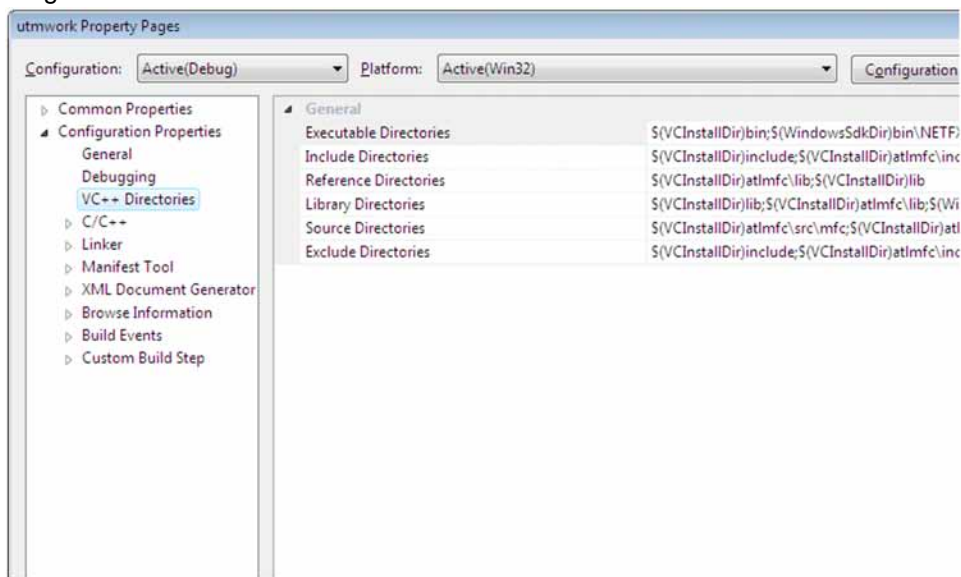 utmwork Property Pages
Configuration: Active(Debug) Platform: Active(Win32) Configuration
Common Properties
Configuration Properties
General
Debugging
VC++ Directories
C/C++
Linker
Manifest Tool
XML Document Generator
Browse Information
Build Events
Custom Build Step
General
Executable Directories $(VCInstallDir)bin;$(WindowsSdkDir)bin\NETF
Include Directories $(VCInstallDir)include;$(VCInstallDir)atlmfc\inc
Reference Directories $(VCInstallDir)atlmfc\lib;$(VCInstallDir)lib
Library Directories $(VCInstallDir)lib;$(VCInstallDir)atlmfc\lib;$(Wi
Source Directories $(VCInstallDir)atlmfc\src\mfc;$(VCInstallDir)atl
Exclude Directories $(VCInstallDir)include;$(VCInstallDir)atlmfc\inc